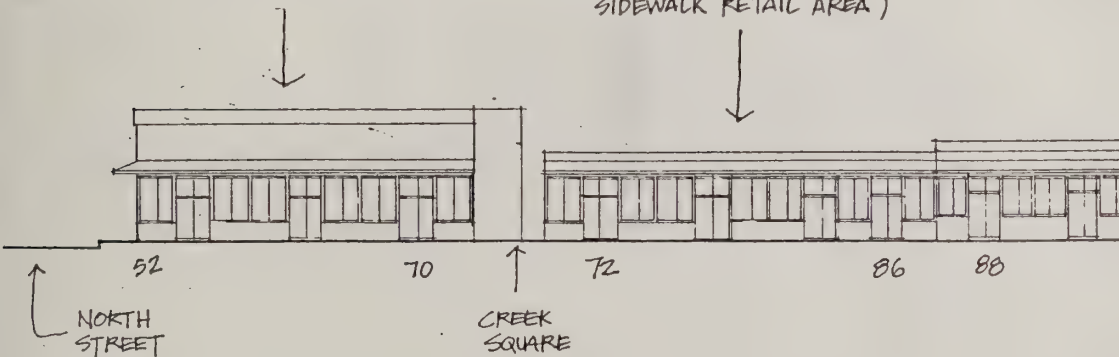 SIDEWALK RETAIL AREA)
52
70
72
86
88
NORTH
STREET
CREEK
SQUARE